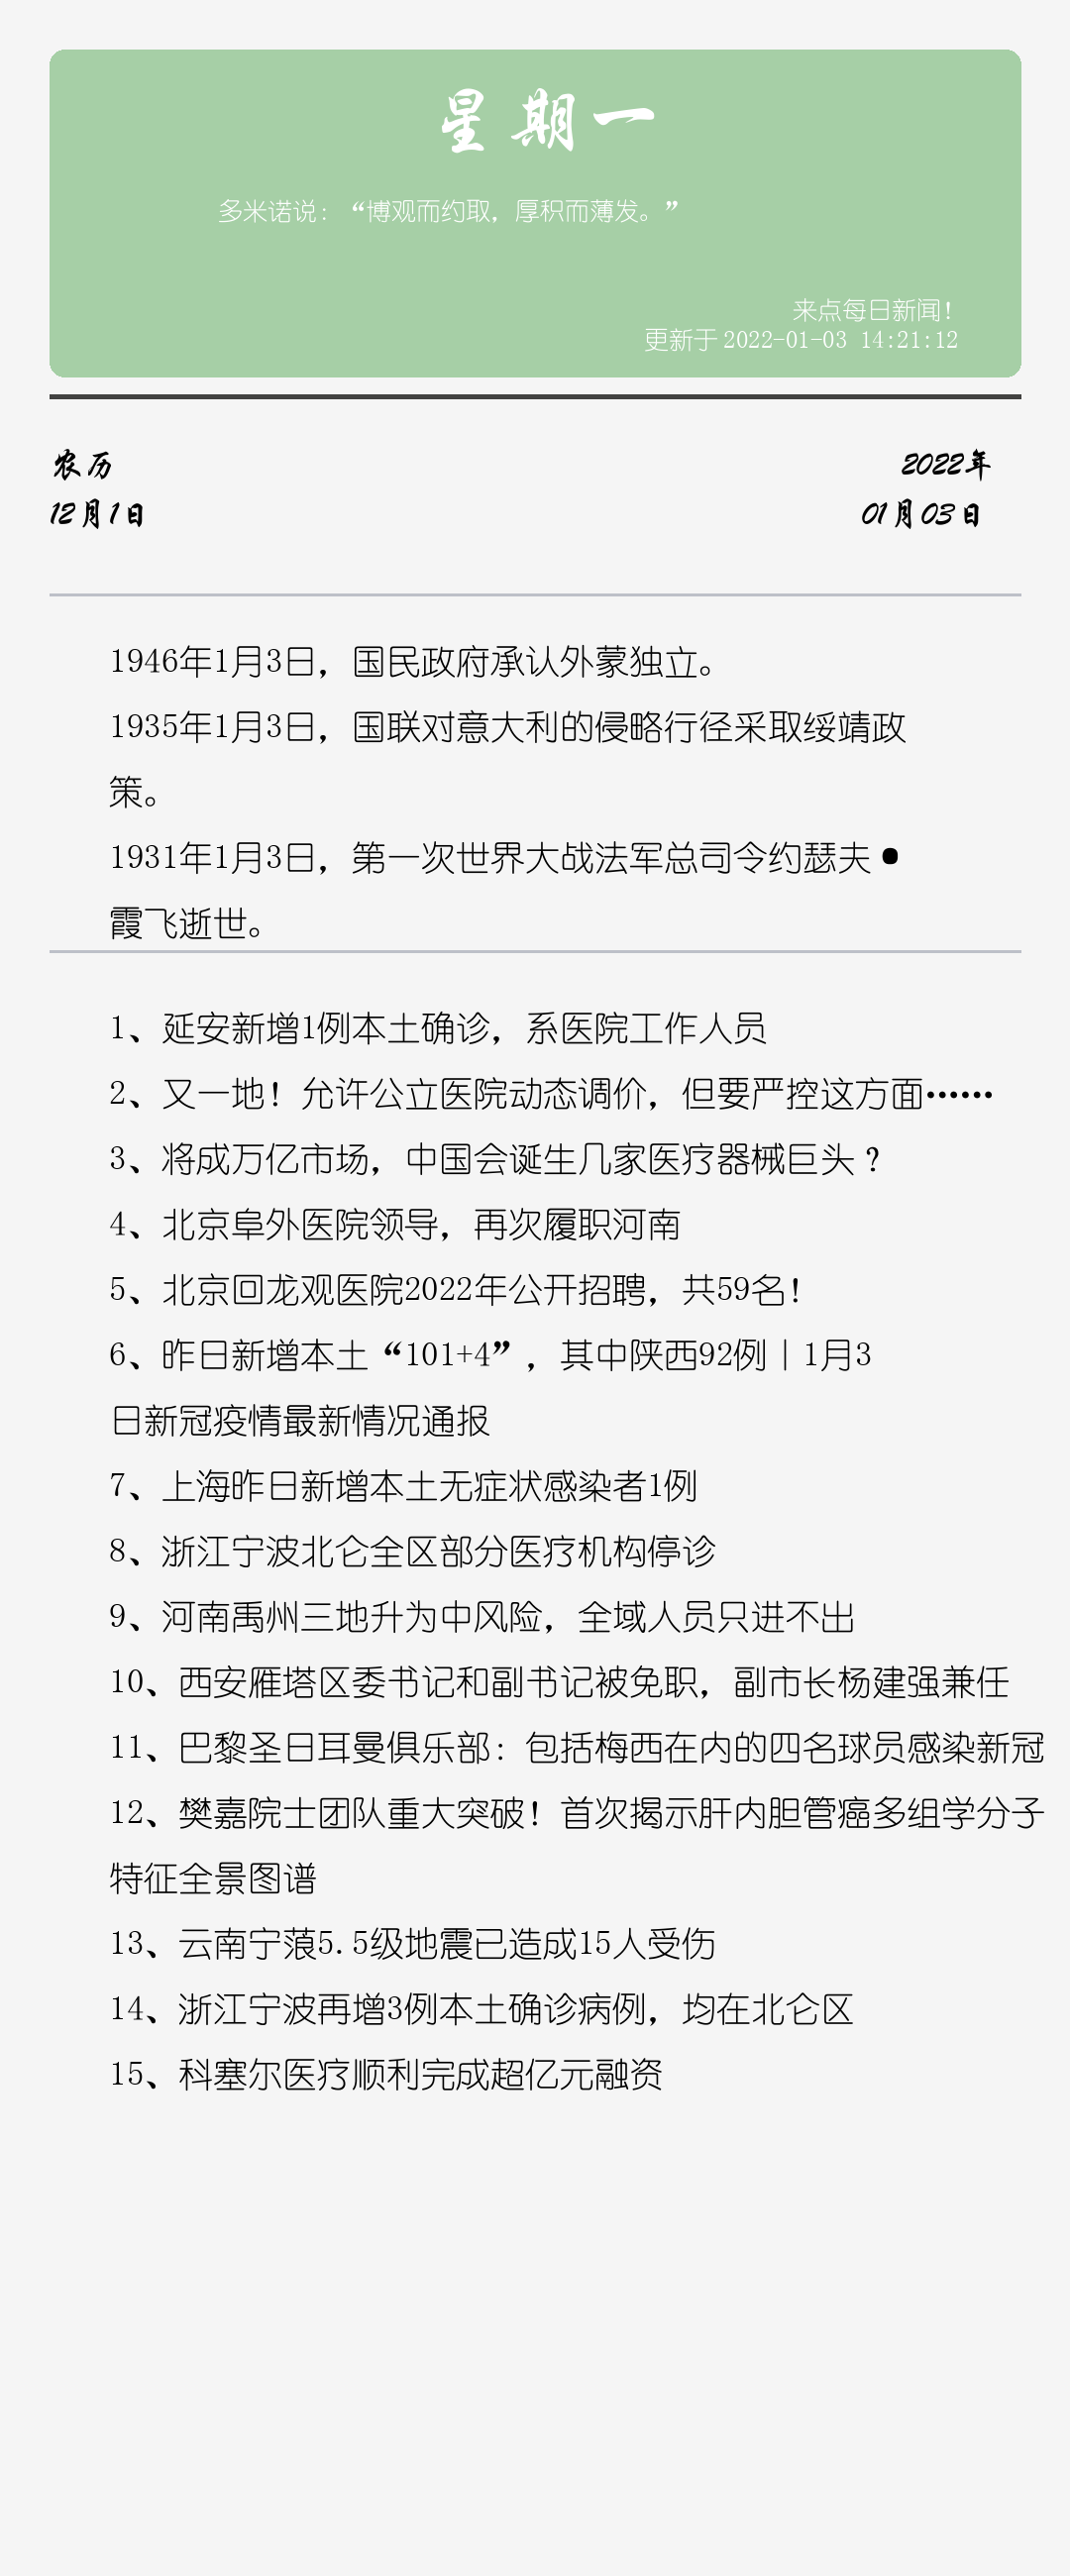 星期一
多米诺说：“博观而约取，厚积而薄发。”
来点每日新闻！
更新于2022-01-03 14:21:12
农历
12月1日
2022年
01月03日
1946年1月3日，国民政府承认外蒙独立。
1935年1月3日，国联对意大利的侵略行径采取绥靖政
策。
1931年1月3日，第一次世界大战法军总司令约瑟夫•
霞飞逝世。
1、延安新增1例本土确诊，系医院工作人员
2、又一地！允许公立医院动态调价，但要严控这方面……
3、将成万亿市场，中国会诞生几家医疗器械巨头？
4、北京阜外医院领导，再次履职河南
5、北京回龙观医院2022年公开招聘，共59名！
6、昨日新增本土“101+4”，其中陕西92例｜1月3
日新冠疫情最新情况通报
7、上海昨日新增本土无症状感染者1例
8、浙江宁波北仑全区部分医疗机构停诊
9、河南禹州三地升为中风险，全域人员只进不出
10、西安雁塔区委书记和副书记被免职，副市长杨建强兼任
11、巴黎圣日耳曼俱乐部：包括梅西在内的四名球员感染新冠
12、樊嘉院士团队重大突破！首次揭示肝内胆管癌多组学分子
特征全景图谱
13、云南宁蒗5.5级地震已造成15人受伤
14、浙江宁波再增3例本土确诊病例，均在北仑区
15、科塞尔医疗顺利完成超亿元融资